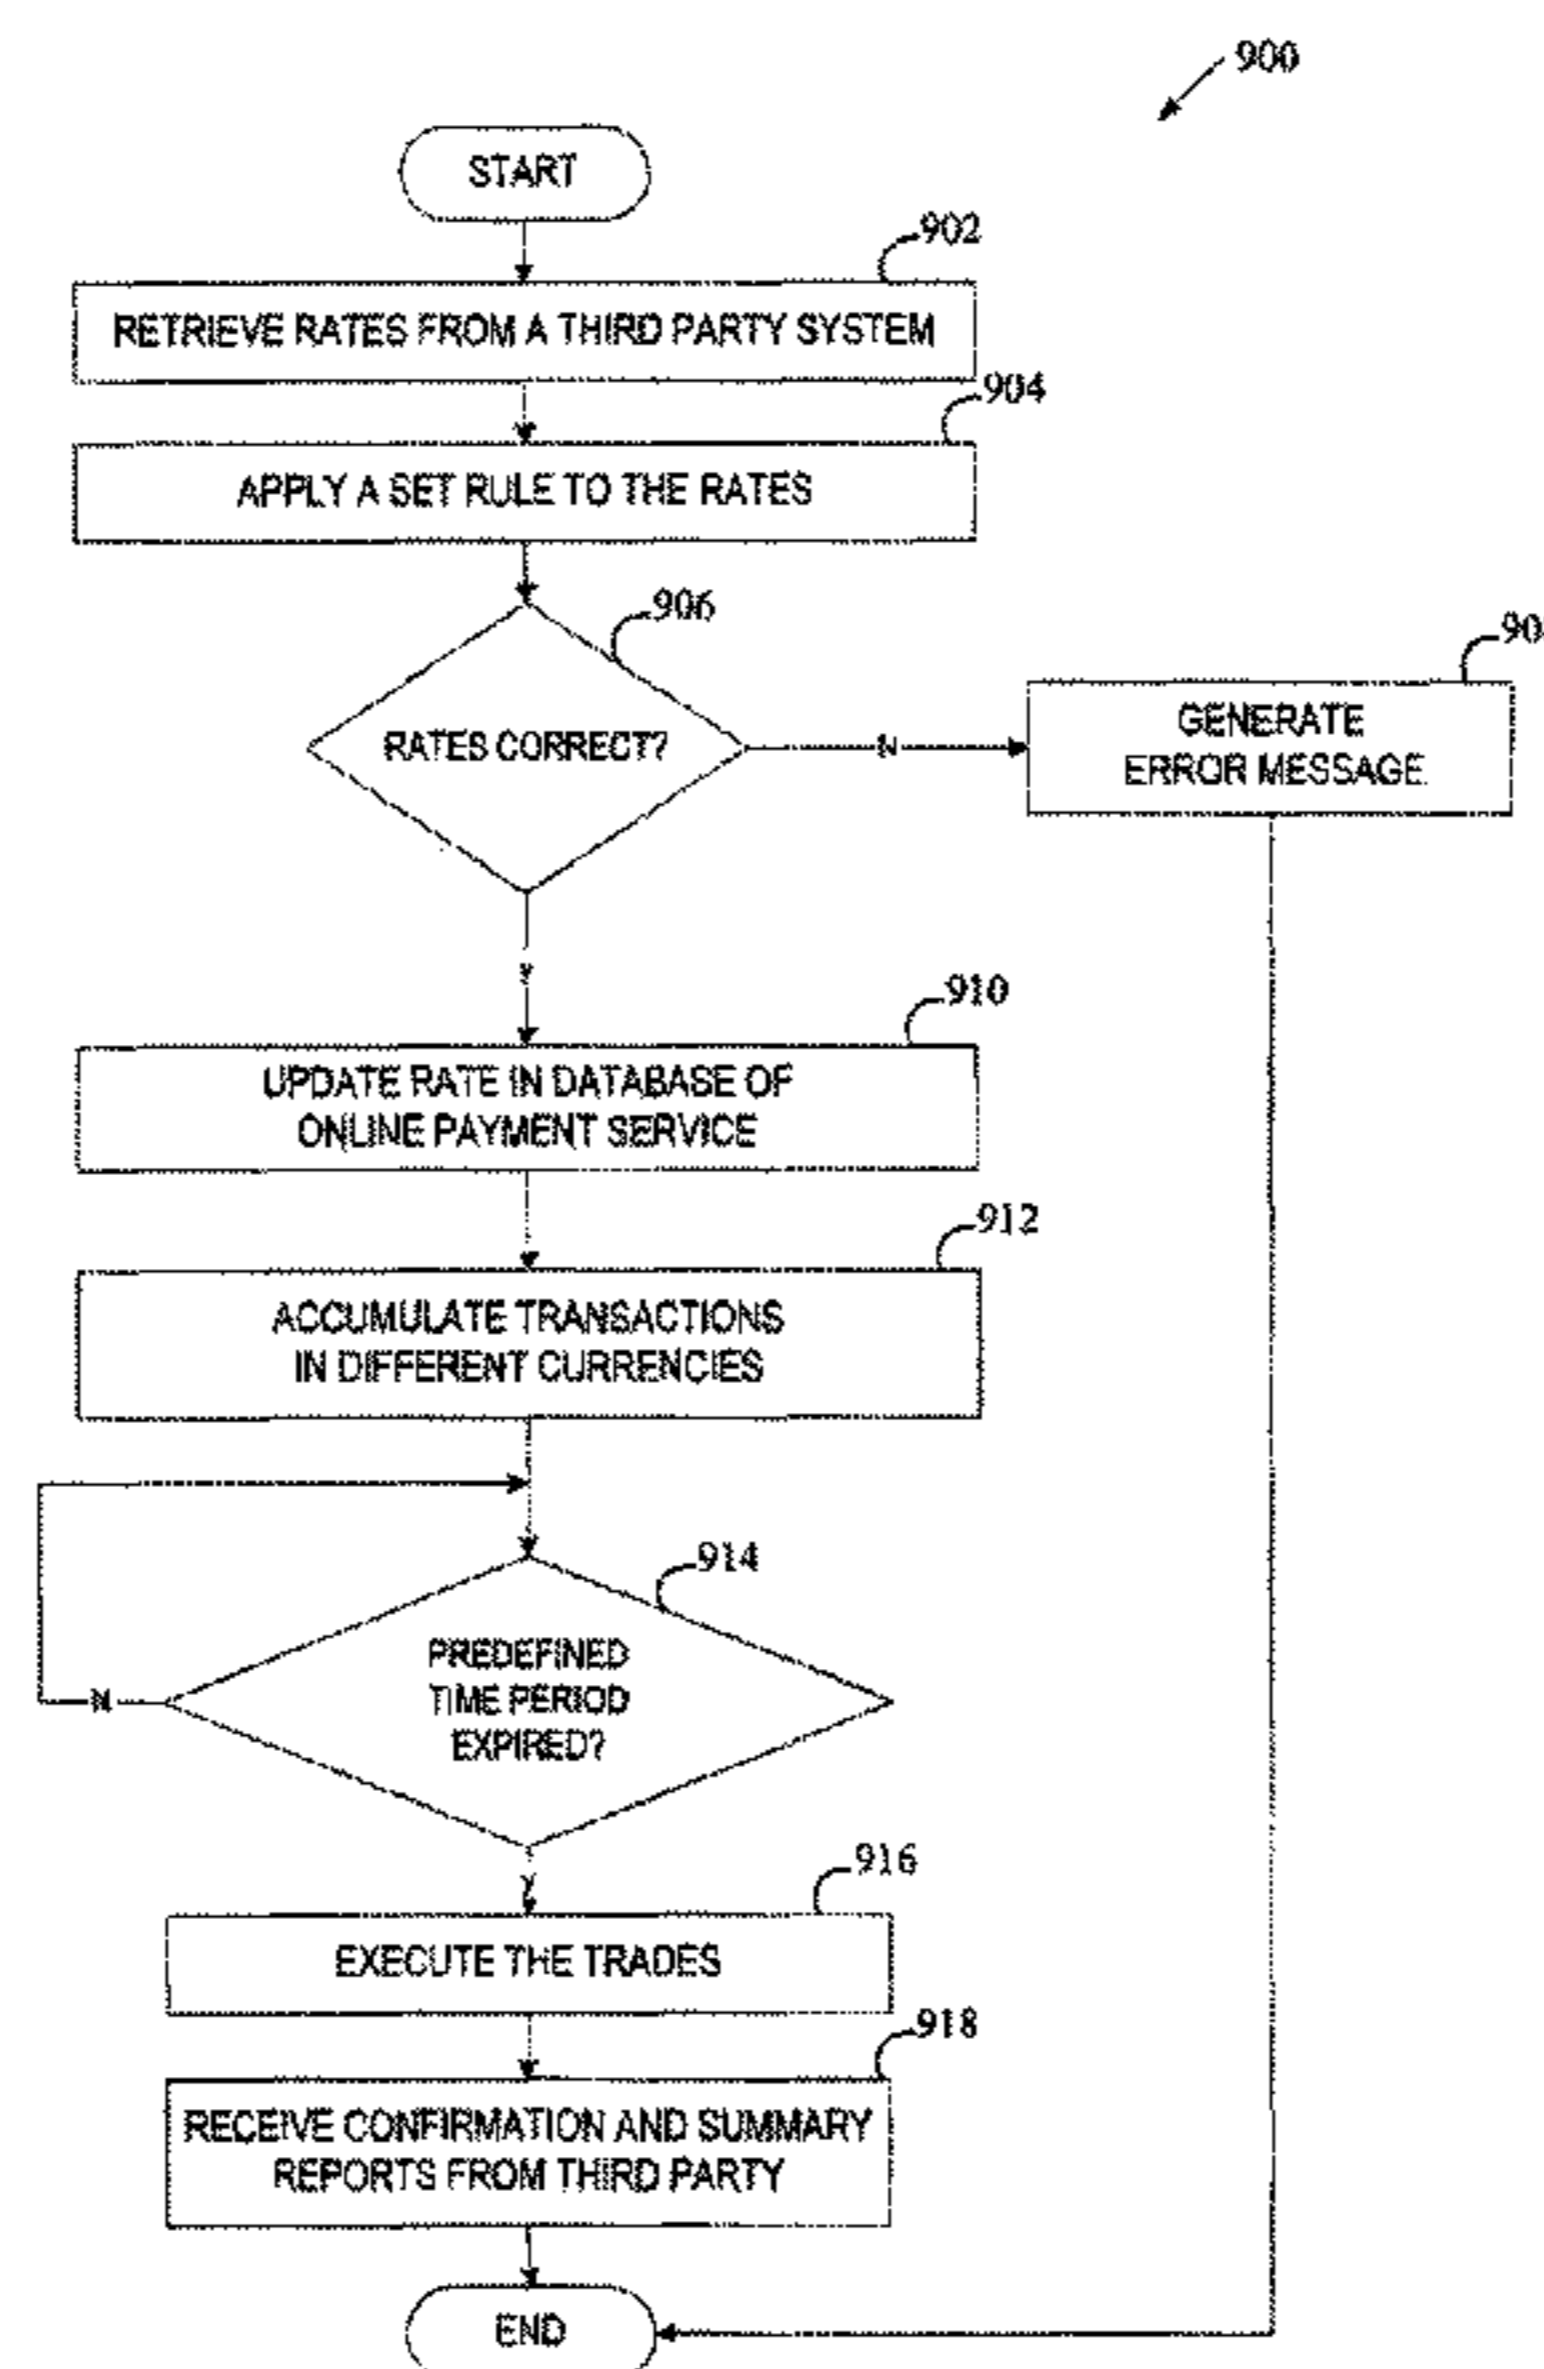 900
START
902
RETRIEVE RATES FROM A THIRD PARTY SYSTEM
904
APPLY A SET RULE TO THE RATES
906
RATES CORRECT?
N
GENERATE
ERROR MESSAGE
Y
910
UPDATE RATE IN DATABASE OF
ONLINE PAYMENT SERVICE
912
ACCUMULATE TRANSACTIONS
IN DIFFERENT CURRENCIES
914
PREDEFINED
TIME PERIOD
EXPIRED?
N
Y
916
EXECUTE THE TRADES
918
RECEIVE CONFIRMATION AND SUMMARY
REPORTS FROM THIRD PARTY
END